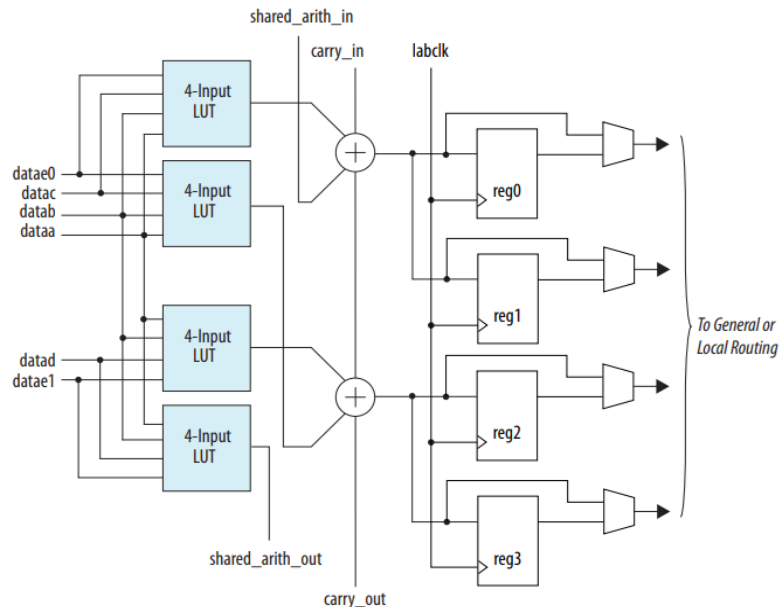 shared_arith_in
carry_in
labclk
4-Input
LUT
datae0
datac
datab
dataa
4-Input
LUT
+
reg0
reg1
To General or
Local Routing
4-Input
LUT
datad
datae1
+
reg2
4-Input
LUT
reg3
shared_arith_out
carry_out